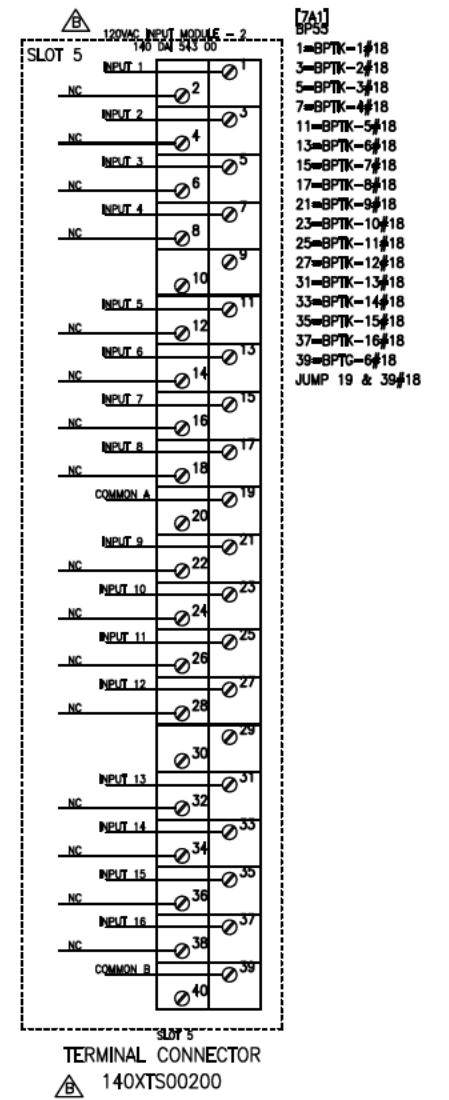 B
120VAC INPUT MODULE - 2
140 DAI 543 00
SLOT 5
INPUT 1 1
NC 2
INPUT 2 3
NC 4
INPUT 3 5
NC 6
INPUT 4 7
NC 8
9
10
INPUT 5 11
NC 12
INPUT 6 13
NC 14
INPUT 7 15
NC 16
INPUT 8 17
NC 18
COMMON A 19
20
INPUT 9 21
NC 22
INPUT 10 23
NC 24
INPUT 11 25
NC 26
INPUT 12 27
NC 28
29
30
INPUT 13 31
NC 32
INPUT 14 33
NC 34
INPUT 15 35
NC 36
INPUT 16 37
NC 38
COMMON B 39
40
SLOT 5
TERMINAL CONNECTOR
B 140XTS00200
[7A1]
BP55
1=BPTK-1#18
3=BPTK-2#18
5=BPTK-3#18
7=BPTK-4#18
11=BPTK-5#18
13=BPTK-6#18
15=BPTK-7#18
17=BPTK-8#18
21=BPTK-9#18
23=BPTK-10#18
25=BPTK-11#18
27=BPTK-12#18
31=BPTK-13#18
33=BPTK-14#18
35=BPTK-15#18
37=BPTK-16#18
39=BPTG-6#18
JUMP 19 & 39#18